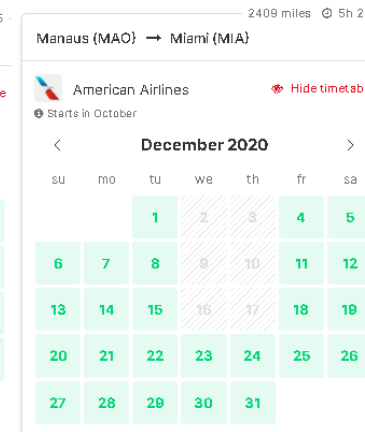 2409 miles 5h 2
Manaus (MAO) → Miami (MIA)
American Airlines Hide timetab
Starts in October
December 2020
su mo tu we th fr sa
1 2 3 4 5
6 7 8 9 10 11 12
13 14 15 16 17 18 19
20 21 22 23 24 25 26
27 28 29 30 31